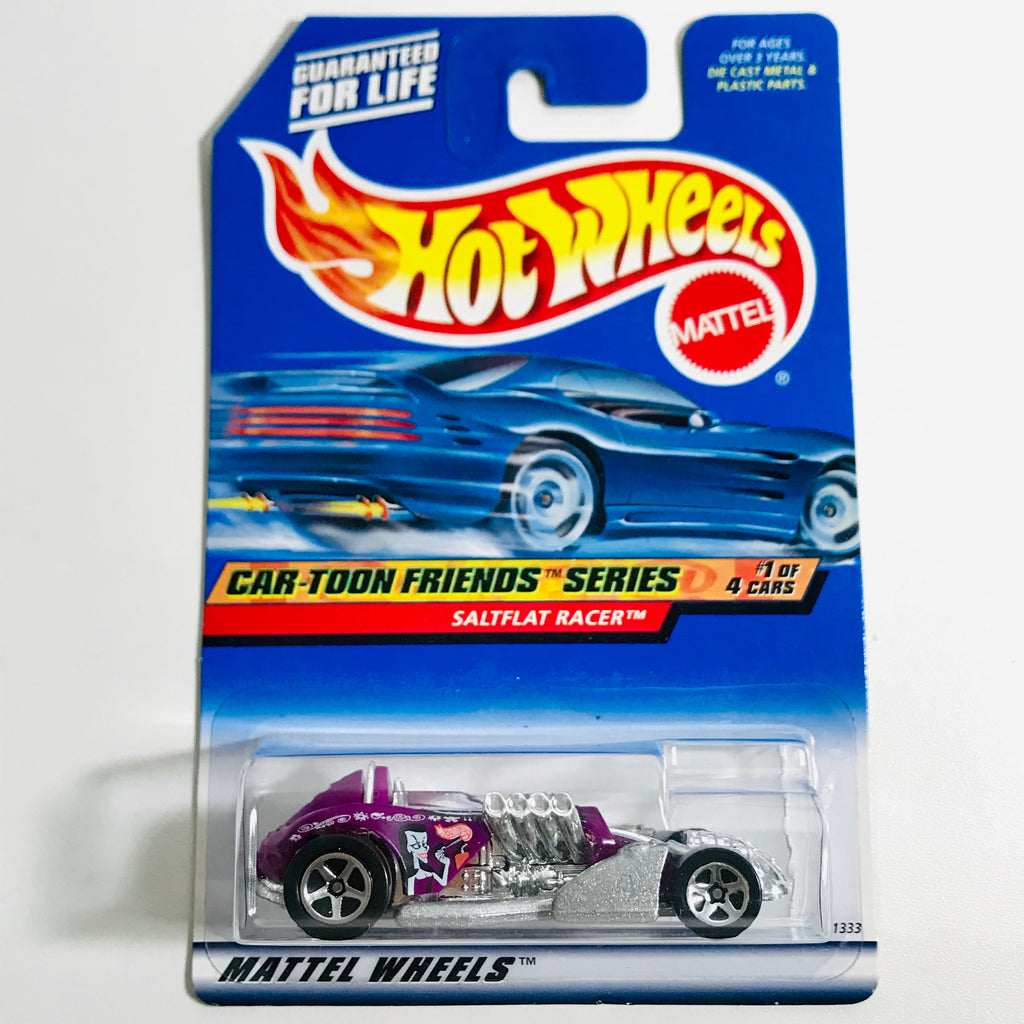 GUARANTEED
FOR LIFE
FOR AGES
OVER 3 YEARS.
DIE CAST METAL &
PLASTIC PARTS.
HOT WHEELS
MATTEL
®
CAR-TOON FRIENDS™ SERIES
#1 OF
4 CARS
SALTFLAT RACER™
1333
MATTEL WHEELS™